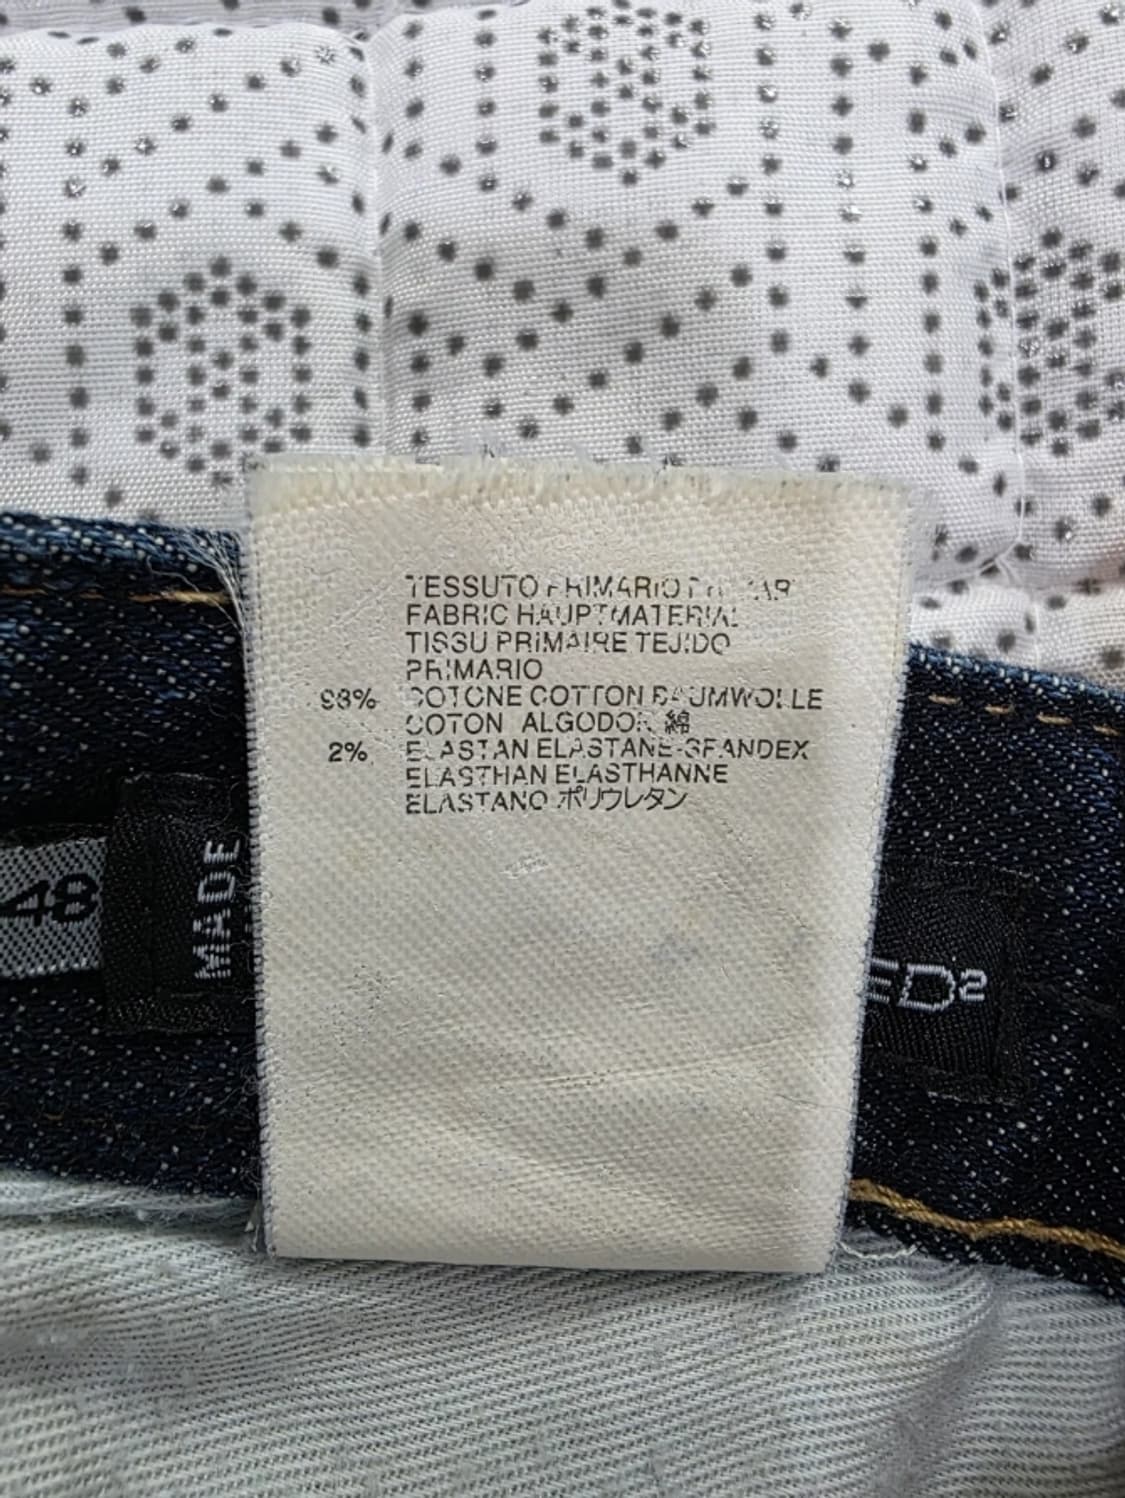 TESSUTO PRIMARIO
FABRIC HAUPTMATERIAL
TISSU PRIMAIRE TEJIDO
PRIMARIO
98% COTONE COTTON BAUMWOLLE
COTON ALGODON 綿
2% ELASTAN ELASTANE-SPANDEX
ELASTHAN ELASTHANNE
ELASTANO ポリウレタン
48
MADE
ED2